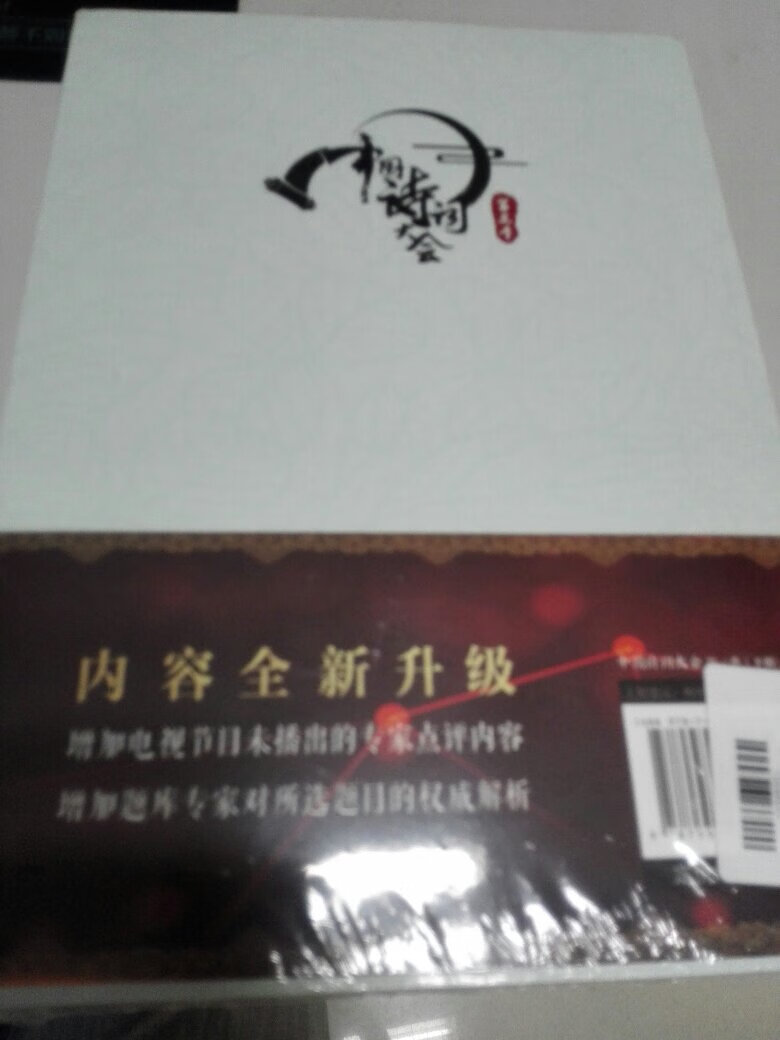 中国
诗词
大会
内容全新升级
增加电视节目未播出的专家点评内容
增加题库专家对所选题目的权威解析